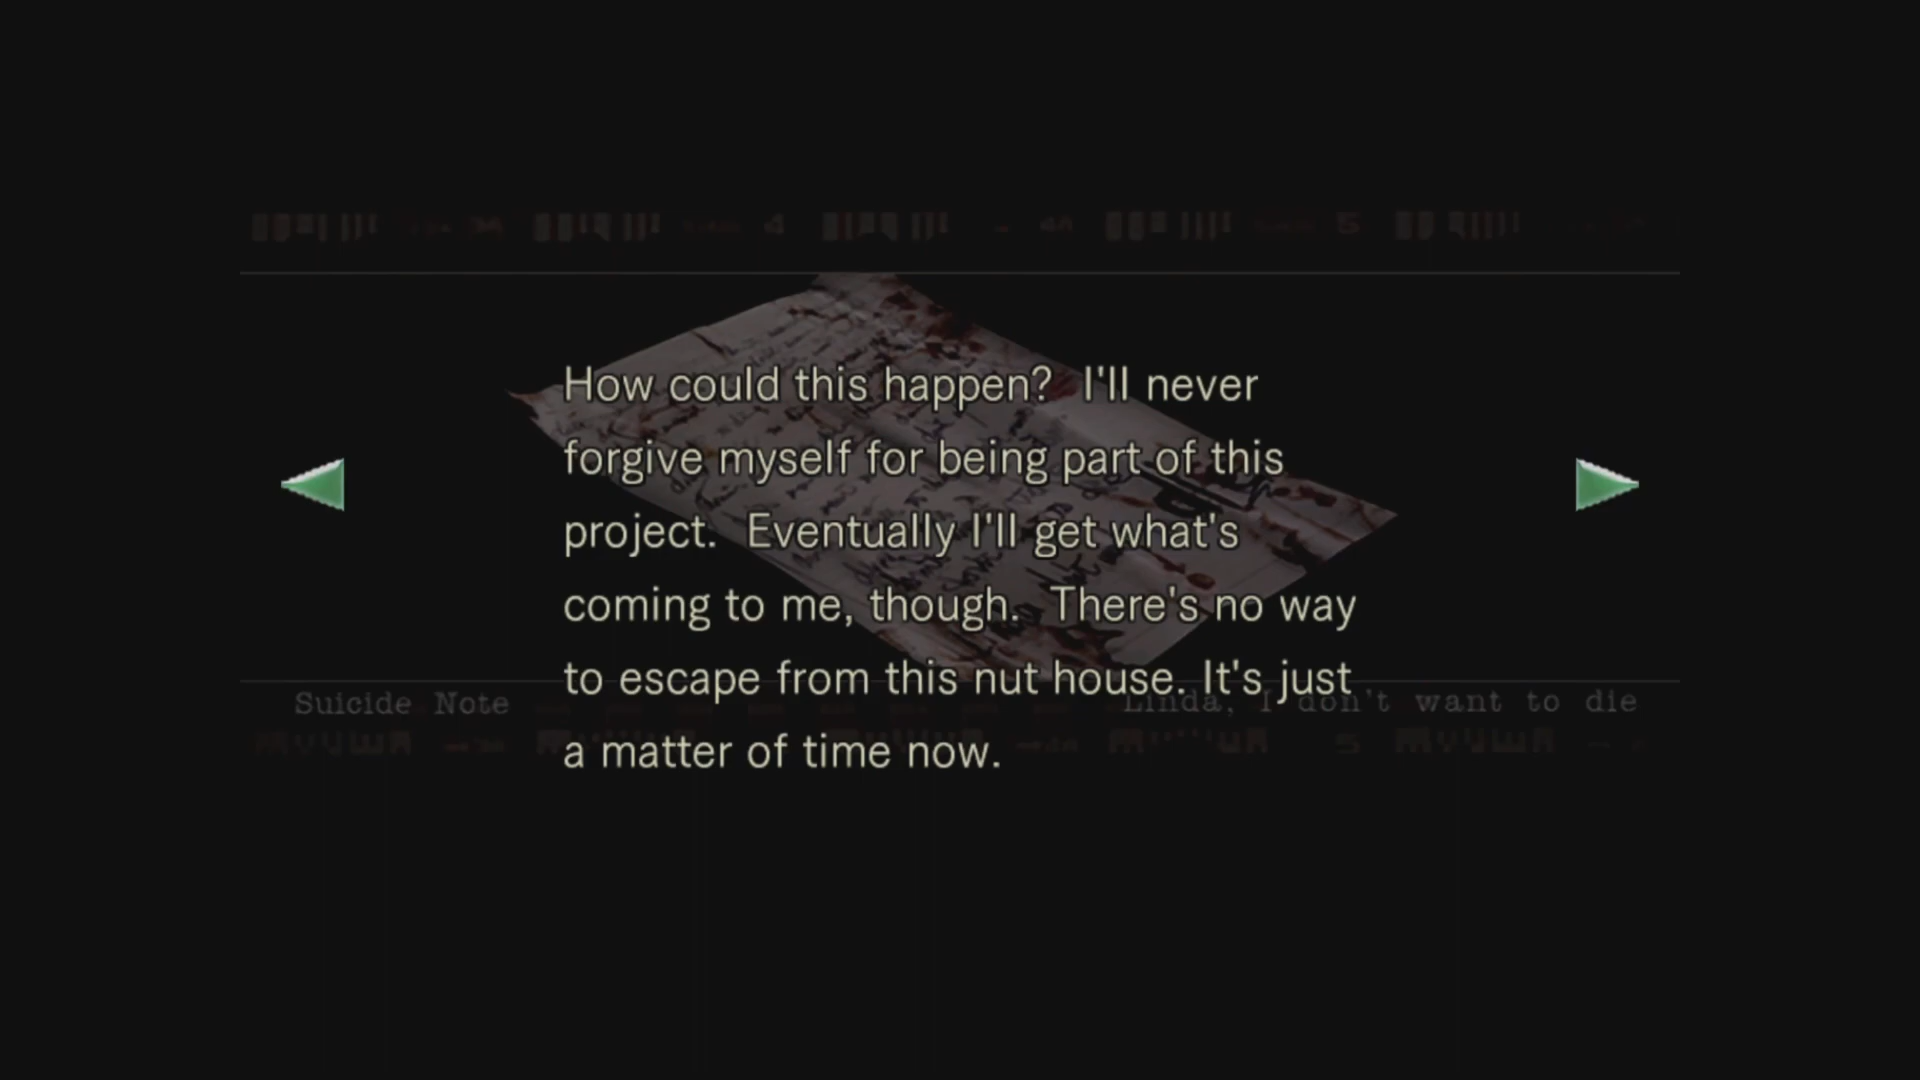 How could this happen?  I'll never
forgive myself for being part of this
project.  Eventually I'll get what's
coming to me, though.  There's no way
to escape from this nut house. It's just
a matter of time now.
Suicide Note
Linda, I don't want to die